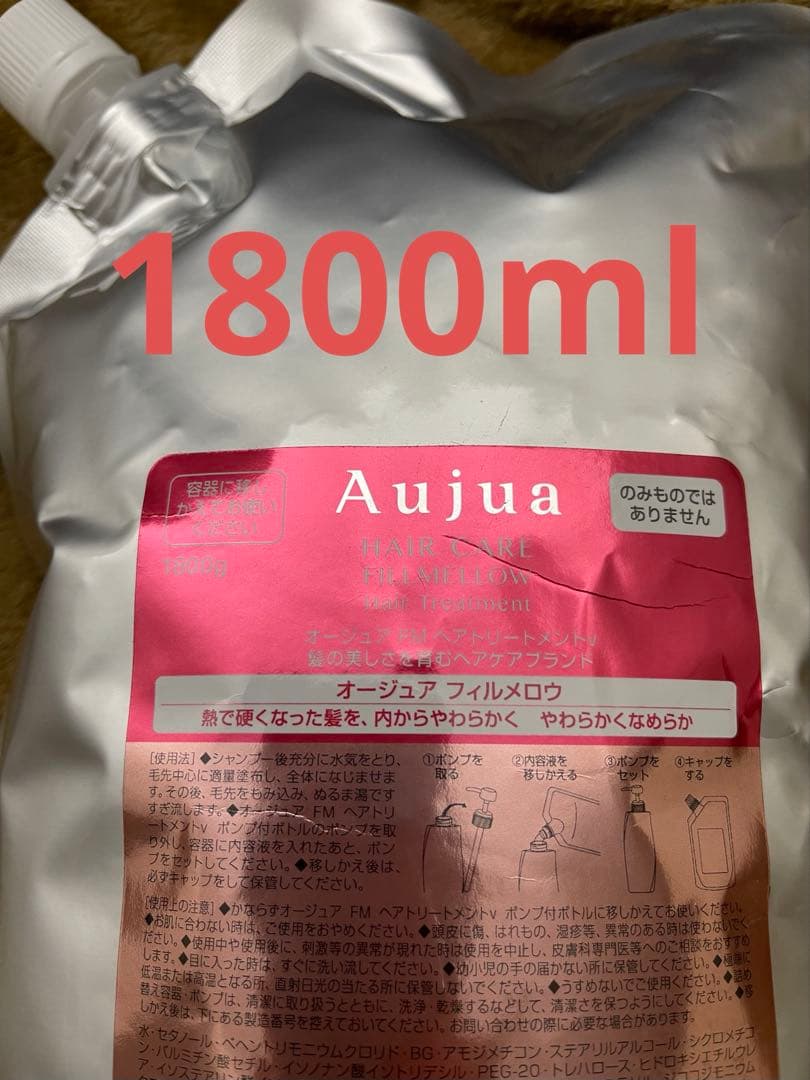 1800ml
容器に移し
かえてお使い
ください
Aujua
のみものでは
ありません
1800g
HAIR CARE
FILLMELLOW
Hair Treatment
オージュア FM ヘアトリートメントv
髪の美しさを育むヘアケアブランド
オージュア フィルメロウ
熱で硬くなった髪を、内からやわらかく やわらかくなめらか
[使用法]◆シャンプー後充分に水気をとり、
毛先中心に適量塗布し、全体になじませま
す。その後、毛先をもみ込み、ぬるま湯です
すぎ流します。◆オージュア FM ヘアトリ
ートメントv ポンプ付ボトルのポンプを取
り外し、容器に内容液を入れたあと、ポン
プをセットしてください。◆移しかえ後は、
必ずキャップをして保管してください。
①ポンプを
取る
②内容液を
移しかえる
③ポンプを
セット
④キャップを
する
[使用上の注意]◆かならずオージュア FM ヘアトリートメントv ポンプ付ボトルに移しかえてお使いください。
◆お肌に合わない時は、ご使用をおやめください。◆頭皮に傷、はれもの、湿疹等、異常のある時は使わないでく
ださい。◆使用中や使用後に、刺激等の異常が現れた時は使用を中止し、皮膚科専門医等へのご相談をおすすめ
します。◆目に入った時は、すぐに洗い流してください。◆幼小児の手の届かない所に保管してください。◆極端に
低温または高温となる所、直射日光の当たる所に保管しないでください。◆うすめないでご使用ください。◆詰め
替え容器・ポンプは、清潔に取り扱うとともに、洗浄・乾燥するなどして、清潔さを保つようにしてください。◆移
しかえ後は、下にある製造番号を控えておいてください。お問い合わせの際に必要な場合があります。
水・セタノール・ベヘントリモニウムクロリド・BG・アモジメチコン・ステアリルアルコール・シクロメチコ
ン・パルミチン酸セチル・イソノナン酸イントリデシル・PEG-20・トレハロース・ヒドロキシエチルウレ